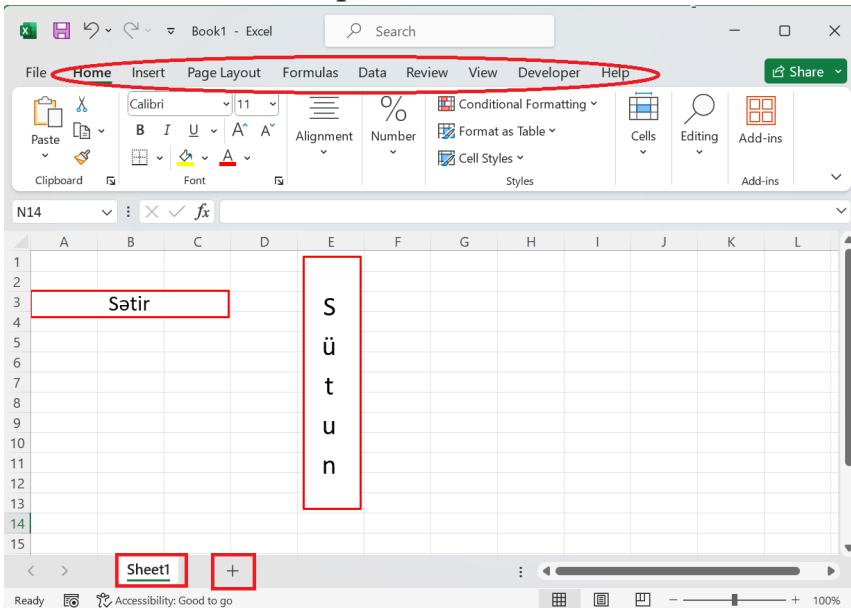 Book1 - Excel
Search
File Home Insert Page Layout Formulas Data Review View Developer Help
Share
Paste
Calibri 11
B I U A A
A
Alignment
%
Number
Conditional Formatting
Format as Table
Cell Styles
Cells
Editing
Add-ins
Clipboard Font Styles Add-ins
N14 fx
A B C D E F G H I J K L
1
2
3 Sətir
4
5
6
7
8
9
10
11
12
13
14
15
S
ü
t
u
n
Sheet1 +
Ready Accessibility: Good to go - + 100%